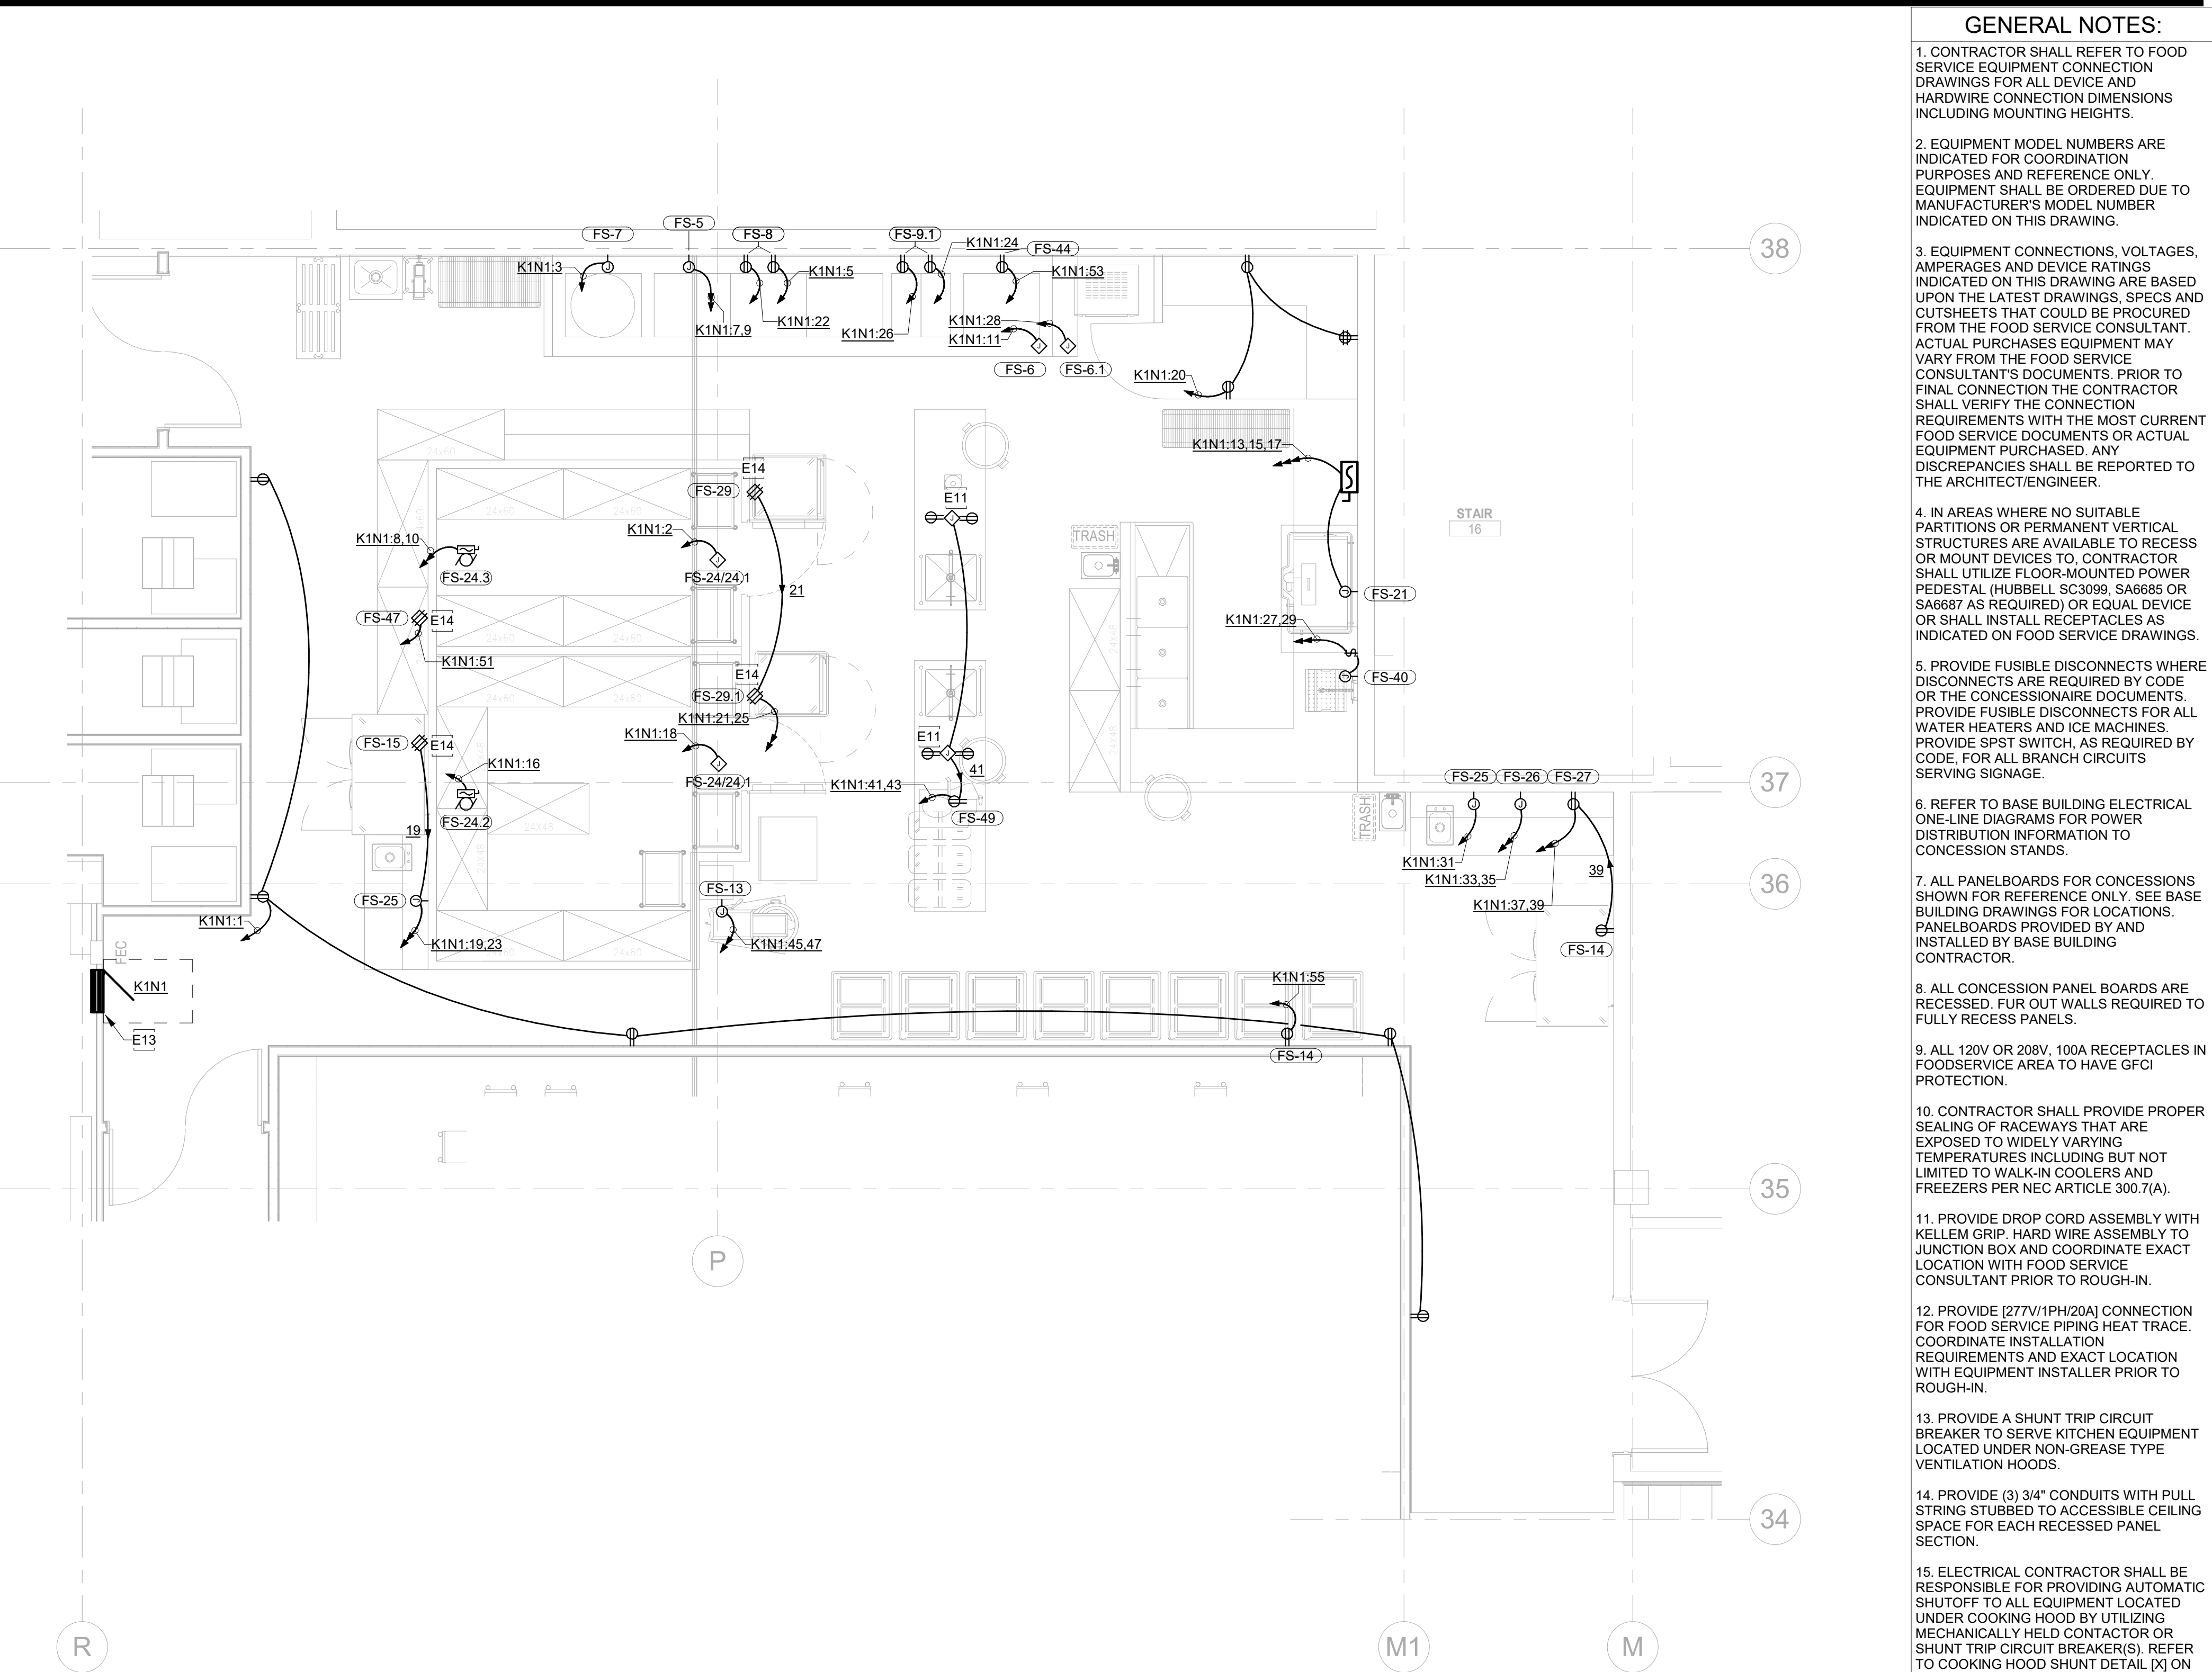 FS-5
FS-7
FS-8
FS-9.1
K1N1:24
FS-44
38
K1N1:3
K1N1:5
K1N1:53
K1N1:7,9
K1N1:22
K1N1:26
K1N1:28
K1N1:11
FS-6
FS-6.1
K1N1:20
24x60
K1N1:13,15,17
E14
FS-29
E11
24x60
24x60
24x60
STAIR
16
K1N1:2
TRASH
K1N1:8,10
FS-24.3
FS-24/24.1
21
FS-21
FS-47
E14
K1N1:27,29
24x60
24x60
24X48
K1N1:51
E14
FS-40
24x60
24x60
FS-29.1
K1N1:21,25
K1N1:18
E11
FS-15
E14
24X48
24X48
K1N1:16
41
FS-25
FS-26
FS-27
37
FS-24/24.1
K1N1:41,43
FS-24.2
24X48
FS-49
TRASH
19
24X48
K1N1:31
K1N1:33,35
39
36
FS-13
FS-25
K1N1:37,39
K1N1:1
FEC
K1N1:19,23
24x60
24x60
K1N1:45,47
FS-14
K1N1:55
K1N1
E13
FS-14
35
P
34
R
M1
M
GENERAL NOTES:
1. CONTRACTOR SHALL REFER TO FOOD
SERVICE EQUIPMENT CONNECTION
DRAWINGS FOR ALL DEVICE AND
HARDWIRE CONNECTION DIMENSIONS
INCLUDING MOUNTING HEIGHTS.
2. EQUIPMENT MODEL NUMBERS ARE
INDICATED FOR COORDINATION
PURPOSES AND REFERENCE ONLY.
EQUIPMENT SHALL BE ORDERED DUE TO
MANUFACTURER'S MODEL NUMBER
INDICATED ON THIS DRAWING.
3. EQUIPMENT CONNECTIONS, VOLTAGES,
AMPERAGES AND DEVICE RATINGS
INDICATED ON THIS DRAWING ARE BASED
UPON THE LATEST DRAWINGS, SPECS AND
CUTSHEETS THAT COULD BE PROCURED
FROM THE FOOD SERVICE CONSULTANT.
ACTUAL PURCHASES EQUIPMENT MAY
VARY FROM THE FOOD SERVICE
CONSULTANT'S DOCUMENTS. PRIOR TO
FINAL CONNECTION THE CONTRACTOR
SHALL VERIFY THE CONNECTION
REQUIREMENTS WITH THE MOST CURRENT
FOOD SERVICE DOCUMENTS OR ACTUAL
EQUIPMENT PURCHASED. ANY
DISCREPANCIES SHALL BE REPORTED TO
THE ARCHITECT/ENGINEER.
4. IN AREAS WHERE NO SUITABLE
PARTITIONS OR PERMANENT VERTICAL
STRUCTURES ARE AVAILABLE TO RECESS
OR MOUNT DEVICES TO, CONTRACTOR
SHALL UTILIZE FLOOR-MOUNTED POWER
PEDESTAL (HUBBELL SC3099, SA6685 OR
SA6687 AS REQUIRED) OR EQUAL DEVICE
OR SHALL INSTALL RECEPTACLES AS
INDICATED ON FOOD SERVICE DRAWINGS.
5. PROVIDE FUSIBLE DISCONNECTS WHERE
DISCONNECTS ARE REQUIRED BY CODE
OR THE CONCESSIONAIRE DOCUMENTS.
PROVIDE FUSIBLE DISCONNECTS FOR ALL
WATER HEATERS AND ICE MACHINES.
PROVIDE SPST SWITCH, AS REQUIRED BY
CODE, FOR ALL BRANCH CIRCUITS
SERVING SIGNAGE.
6. REFER TO BASE BUILDING ELECTRICAL
ONE-LINE DIAGRAMS FOR POWER
DISTRIBUTION INFORMATION TO
CONCESSION STANDS.
7. ALL PANELBOARDS FOR CONCESSIONS
SHOWN FOR REFERENCE ONLY. SEE BASE
BUILDING DRAWINGS FOR LOCATIONS.
PANELBOARDS PROVIDED BY AND
INSTALLED BY BASE BUILDING
CONTRACTOR.
8. ALL CONCESSION PANEL BOARDS ARE
RECESSED. FUR OUT WALLS REQUIRED TO
FULLY RECESS PANELS.
9. ALL 120V OR 208V, 100A RECEPTACLES IN
FOODSERVICE AREA TO HAVE GFCI
PROTECTION.
10. CONTRACTOR SHALL PROVIDE PROPER
SEALING OF RACEWAYS THAT ARE
EXPOSED TO WIDELY VARYING
TEMPERATURES INCLUDING BUT NOT
LIMITED TO WALK-IN COOLERS AND
FREEZERS PER NEC ARTICLE 300.7(A).
11. PROVIDE DROP CORD ASSEMBLY WITH
KELLEM GRIP. HARD WIRE ASSEMBLY TO
JUNCTION BOX AND COORDINATE EXACT
LOCATION WITH FOOD SERVICE
CONSULTANT PRIOR TO ROUGH-IN.
12. PROVIDE [277V/1PH/20A] CONNECTION
FOR FOOD SERVICE PIPING HEAT TRACE.
COORDINATE INSTALLATION
REQUIREMENTS AND EXACT LOCATION
WITH EQUIPMENT INSTALLER PRIOR TO
ROUGH-IN.
13. PROVIDE A SHUNT TRIP CIRCUIT
BREAKER TO SERVE KITCHEN EQUIPMENT
LOCATED UNDER NON-GREASE TYPE
VENTILATION HOODS.
14. PROVIDE (3) 3/4" CONDUITS WITH PULL
STRING STUBBED TO ACCESSIBLE CEILING
SPACE FOR EACH RECESSED PANEL
SECTION.
15. ELECTRICAL CONTRACTOR SHALL BE
RESPONSIBLE FOR PROVIDING AUTOMATIC
SHUTOFF TO ALL EQUIPMENT LOCATED
UNDER COOKING HOOD BY UTILIZING
MECHANICALLY HELD CONTACTOR OR
SHUNT TRIP CIRCUIT BREAKER(S). REFER
TO COOKING HOOD SHUNT DETAIL [X] ON